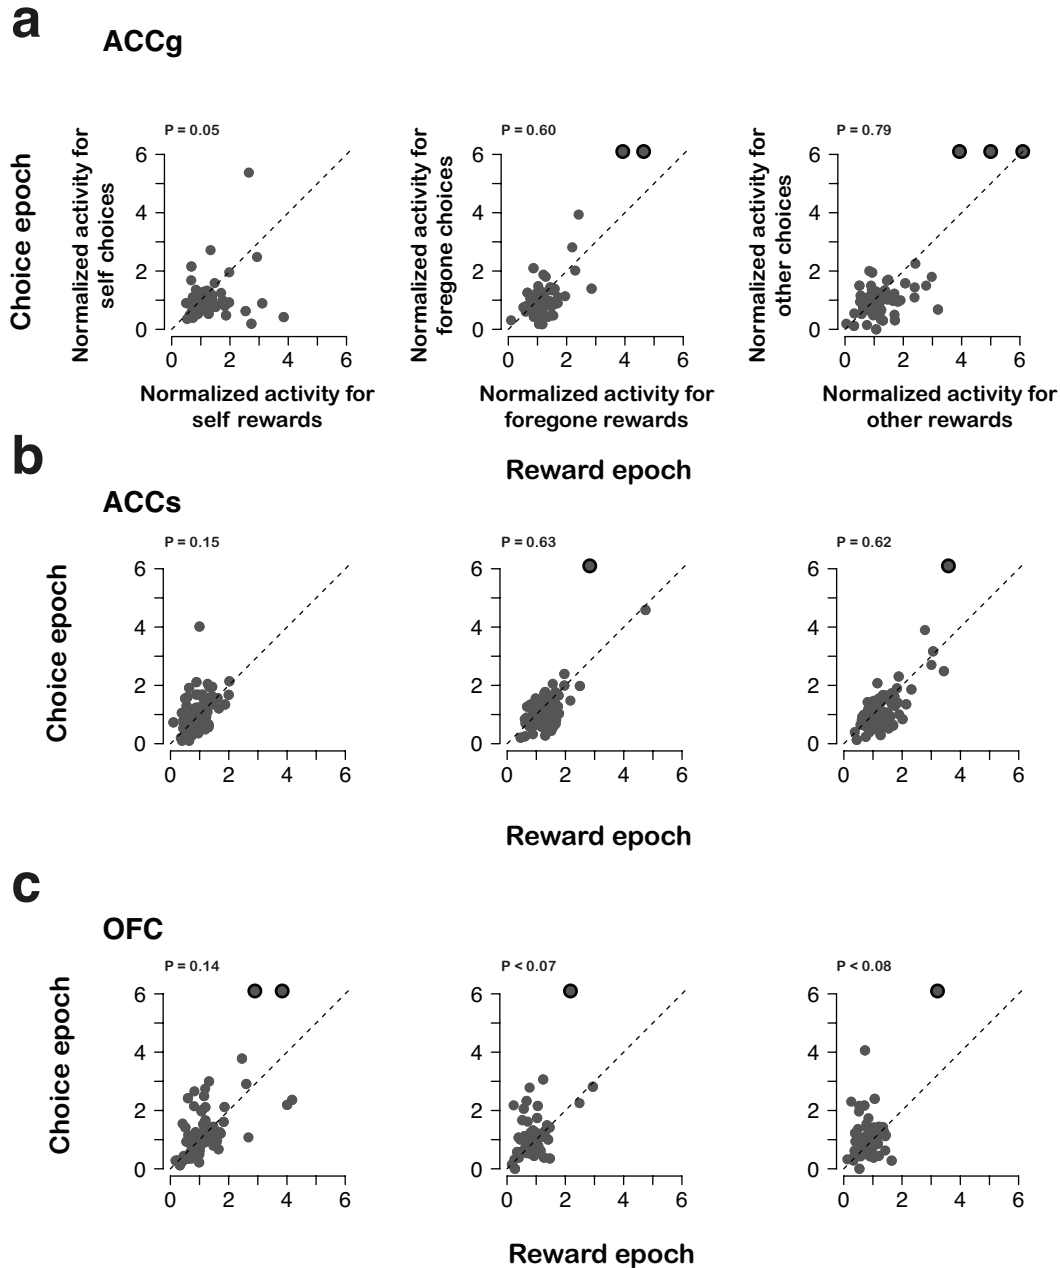 a
ACCg
P = 0.05
P = 0.60
P = 0.79
Choice epoch
Normalized activity for
self choices
6
4
2
0
0 2 4 6
Normalized activity for
self rewards
Normalized activity for
foregone choices
6
4
2
0
0 2 4 6
Normalized activity for
foregone rewards
Normalized activity for
other choices
6
4
2
0
0 2 4 6
Normalized activity for
other rewards
Reward epoch
b
ACCs
P = 0.15
P = 0.63
P = 0.62
Choice epoch
6
4
2
0
0 2 4 6
6
4
2
0
0 2 4 6
6
4
2
0
0 2 4 6
Reward epoch
c
OFC
P = 0.14
P < 0.07
P < 0.08
Choice epoch
6
4
2
0
0 2 4 6
6
4
2
0
0 2 4 6
6
4
2
0
0 2 4 6
Reward epoch